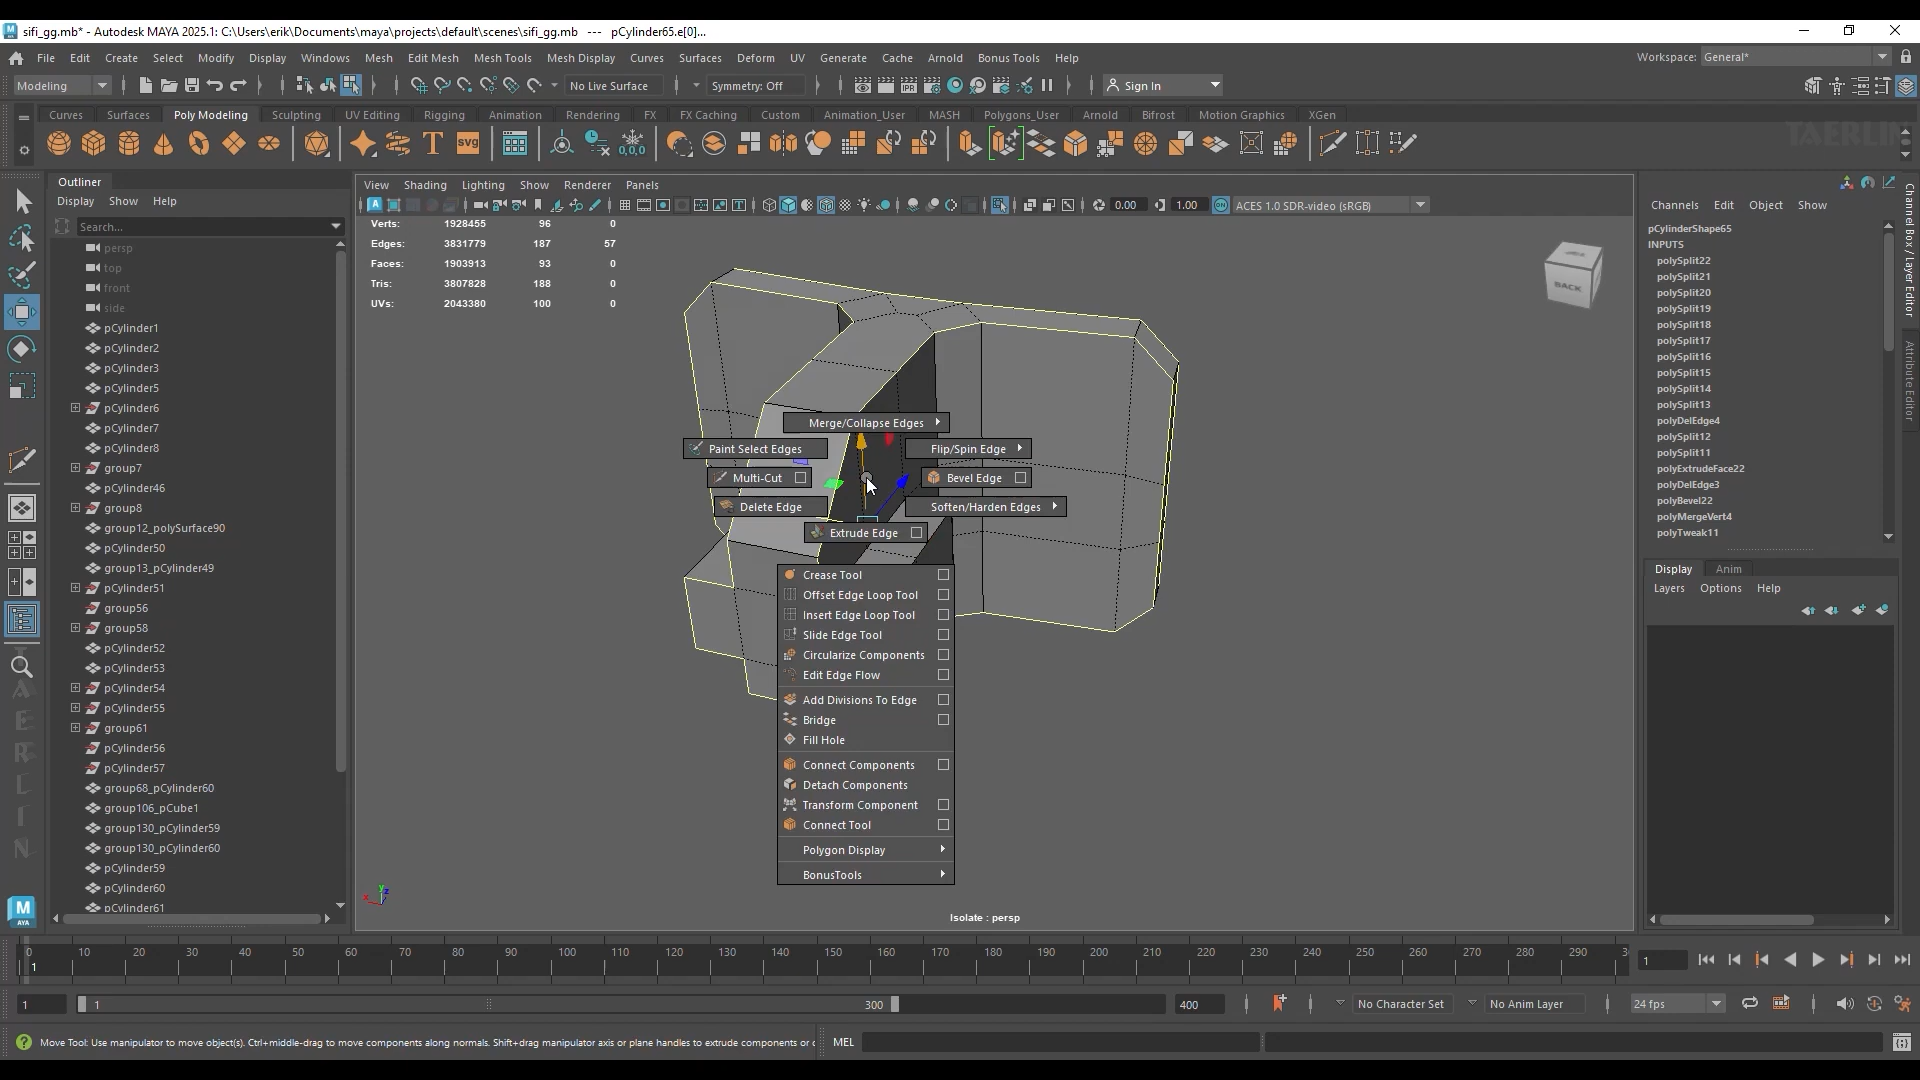 sifi_gg.mb* - Autodesk MAYA 2025.1: C:\Users\erik\Documents\maya\projects\default\scenes\sifi_gg.mb --- pCylinder65.e[0]...
File Edit Create Select Modify Display Windows Mesh Edit Mesh Mesh Tools Mesh Display Curves Surfaces Deform UV Generate Cache Arnold Bonus Tools Help
Workspace: General*
Modeling No Live Surface Symmetry: Off Sign In
Curves Surfaces Poly Modeling Sculpting UV Editing Rigging Animation Rendering FX FX Caching Custom Animation_User MASH Polygons_User Arnold Bifrost Motion Graphics XGen
Outliner
Display Show Help
Search...
persp
top
front
side
pCylinder1
pCylinder2
pCylinder3
pCylinder5
pCylinder6
pCylinder7
pCylinder8
group7
pCylinder46
group8
group12_polySurface90
pCylinder50
group13_pCylinder49
pCylinder51
group56
group58
pCylinder52
pCylinder53
pCylinder54
pCylinder55
group61
pCylinder56
pCylinder57
group68_pCylinder60
group106_pCube1
group130_pCylinder59
group130_pCylinder60
pCylinder59
pCylinder60
pCylinder61
View Shading Lighting Show Renderer Panels
0.00 1.00 ACES 1.0 SDR-video (sRGB)
Verts: 1928455 96 0
Edges: 3831779 187 57
Faces: 1903913 93 0
Tris: 3807828 188 0
UVs: 2043380 100 0
BACK
Merge/Collapse Edges
Paint Select Edges
Flip/Spin Edge
Multi-Cut
Bevel Edge
Delete Edge
Soften/Harden Edges
Extrude Edge
Crease Tool
Offset Edge Loop Tool
Insert Edge Loop Tool
Slide Edge Tool
Circularize Components
Edit Edge Flow
Add Divisions To Edge
Bridge
Fill Hole
Connect Components
Detach Components
Transform Component
Connect Tool
Polygon Display
BonusTools
Isolate : persp
Channels Edit Object Show
pCylinderShape65
INPUTS
polySplit22
polySplit21
polySplit20
polySplit19
polySplit18
polySplit17
polySplit16
polySplit15
polySplit14
polySplit13
polyDelEdge4
polySplit12
polySplit11
polyExtrudeFace22
polyDelEdge3
polyBevel22
polyMergeVert4
polyTweak11
Display Anim
Layers Options Help
Channel Box / Layer Editor
Attribute Editor
0 10 20 30 40 50 60 70 80 90 100 110 120 130 140 150 160 170 180 190 200 210 220 230 240 250 260 270 280 290
1
1
1 1 300 400 No Character Set No Anim Layer 24 fps
Move Tool: Use manipulator to move object(s). Ctrl+middle-drag to move components along normals. Shift+drag manipulator axis or plane handles to extrude components or
MEL